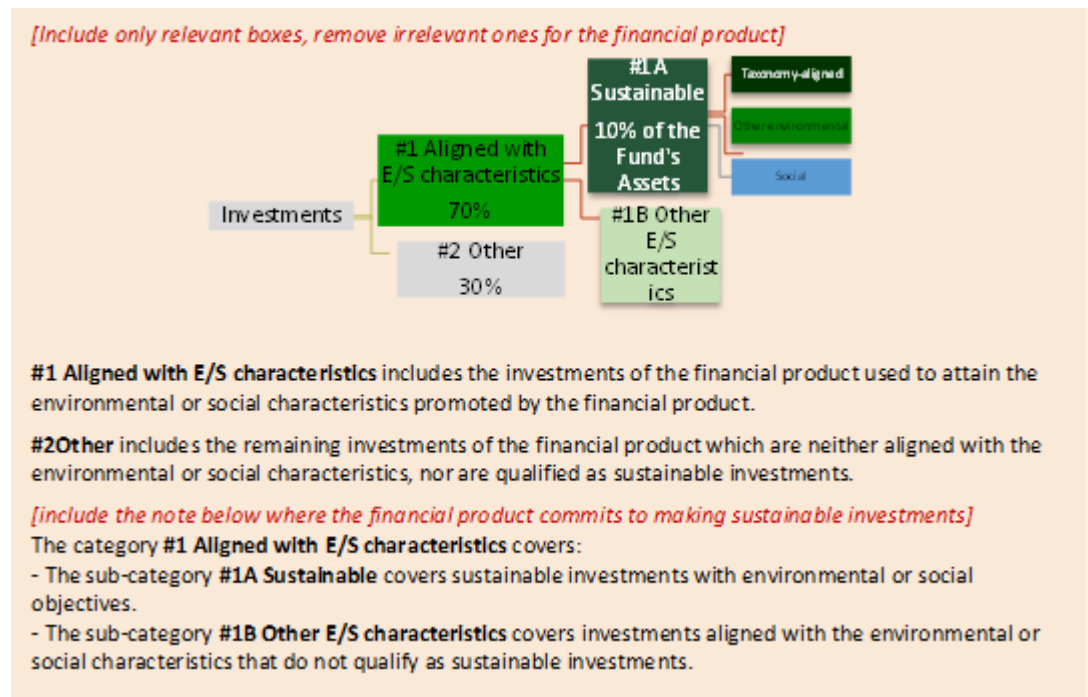 [Include only relevant boxes, remove irrelevant ones for the financial product]
#1A
Sustainable
10% of the
Fund's
Assets
Taxonomy-aligned
Other environmental
Social
#1 Aligned with
E/S characteristics
70%
Investments
#2 Other
30%
#1B Other
E/S
characterist
ics
#1 Aligned with E/S characteristics includes the investments of the financial product used to attain the
environmental or social characteristics promoted by the financial product.
#2Other includes the remaining investments of the financial product which are neither aligned with the
environmental or social characteristics, nor are qualified as sustainable investments.
[include the note below where the financial product commits to making sustainable investments]
The category #1 Aligned with E/S characteristics covers:
- The sub-category #1A Sustainable covers sustainable investments with environmental or social
objectives.
- The sub-category #1B Other E/S characteristics covers investments aligned with the environmental or
social characteristics that do not qualify as sustainable investments.